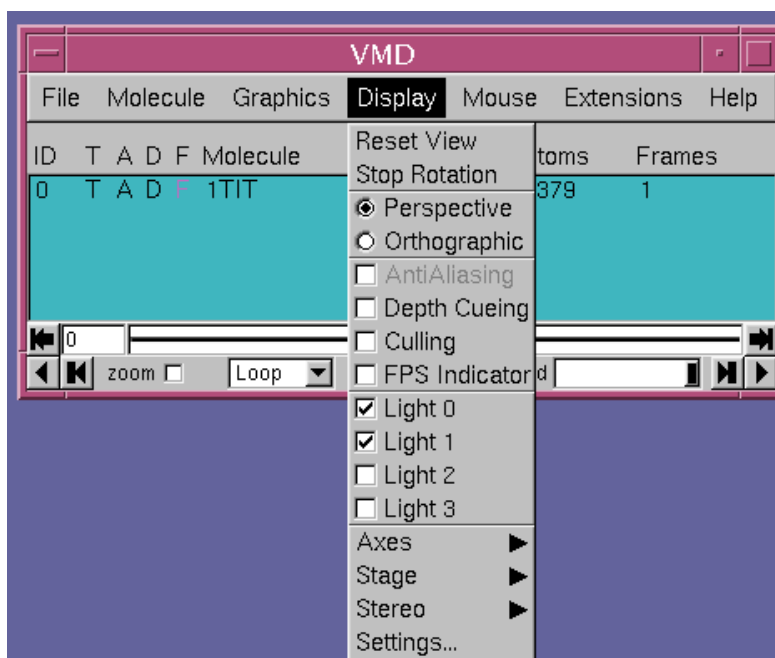 VMD
File Molecule Graphics Display Mouse Extensions Help
ID T A D F Molecule toms Frames
0 T A D F 1TIT 379 1
Reset View
Stop Rotation
Perspective
Orthographic
AntiAliasing
Depth Cueing
Culling
FPS Indicator
Light 0
Light 1
Light 2
Light 3
Axes
Stage
Stereo
Settings...
0
zoom Loop d